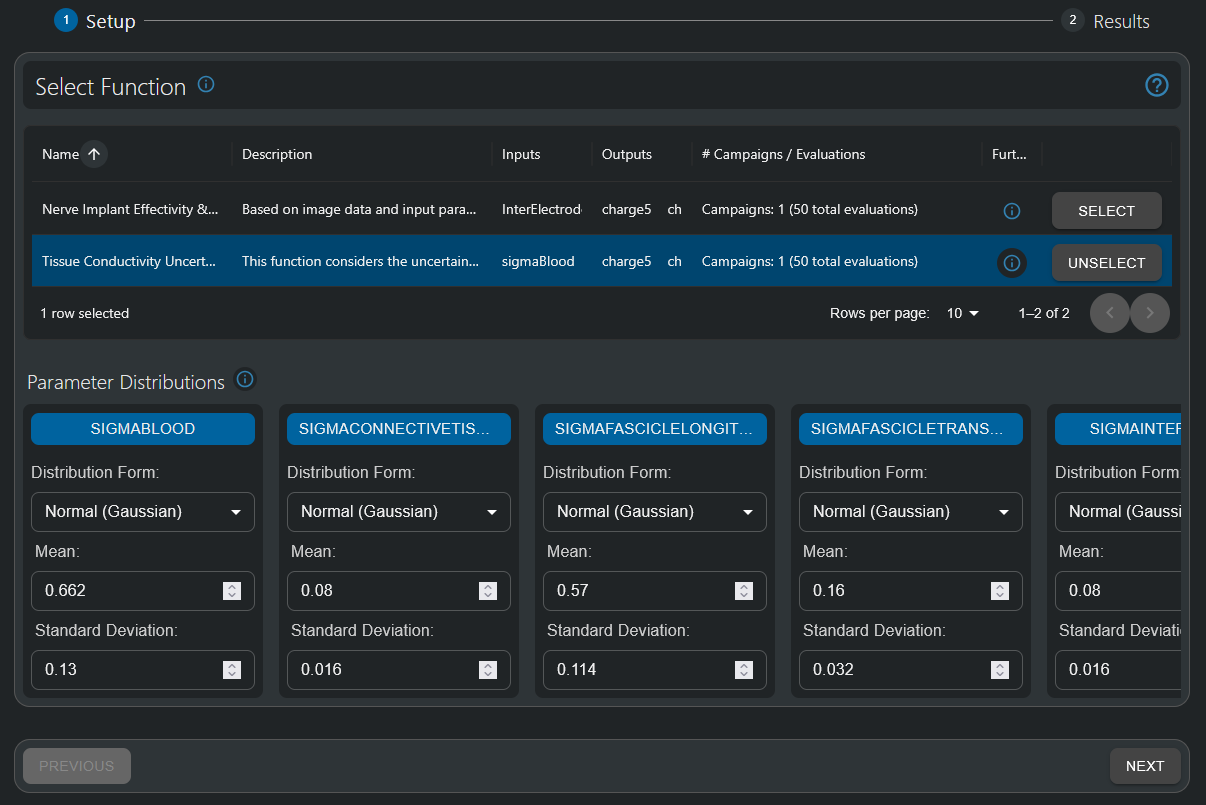 1 Setup 2 Results
Select Function
Name Description Inputs Outputs # Campaigns / Evaluations Furt...
Nerve Implant Effectivity &... Based on image data and input para... InterElectrod charge5 ch Campaigns: 1 (50 total evaluations) SELECT
Tissue Conductivity Uncert... This function considers the uncertain... sigmaBlood charge5 ch Campaigns: 1 (50 total evaluations) UNSELECT
1 row selected Rows per page: 10 1–2 of 2
Parameter Distributions
SIGMABLOOD SIGMACONNECTIVETIS... SIGMAFASCICLELONGIT... SIGMAFASCICLETRANS... SIGMAINTER
Distribution Form: Distribution Form: Distribution Form: Distribution Form: Distribution Form:
Normal (Gaussian) Normal (Gaussian) Normal (Gaussian) Normal (Gaussian) Normal (Gaussi
Mean: Mean: Mean: Mean: Mean:
0.662 0.08 0.57 0.16 0.08
Standard Deviation: Standard Deviation: Standard Deviation: Standard Deviation: Standard Deviati
0.13 0.016 0.114 0.032 0.016
PREVIOUS NEXT